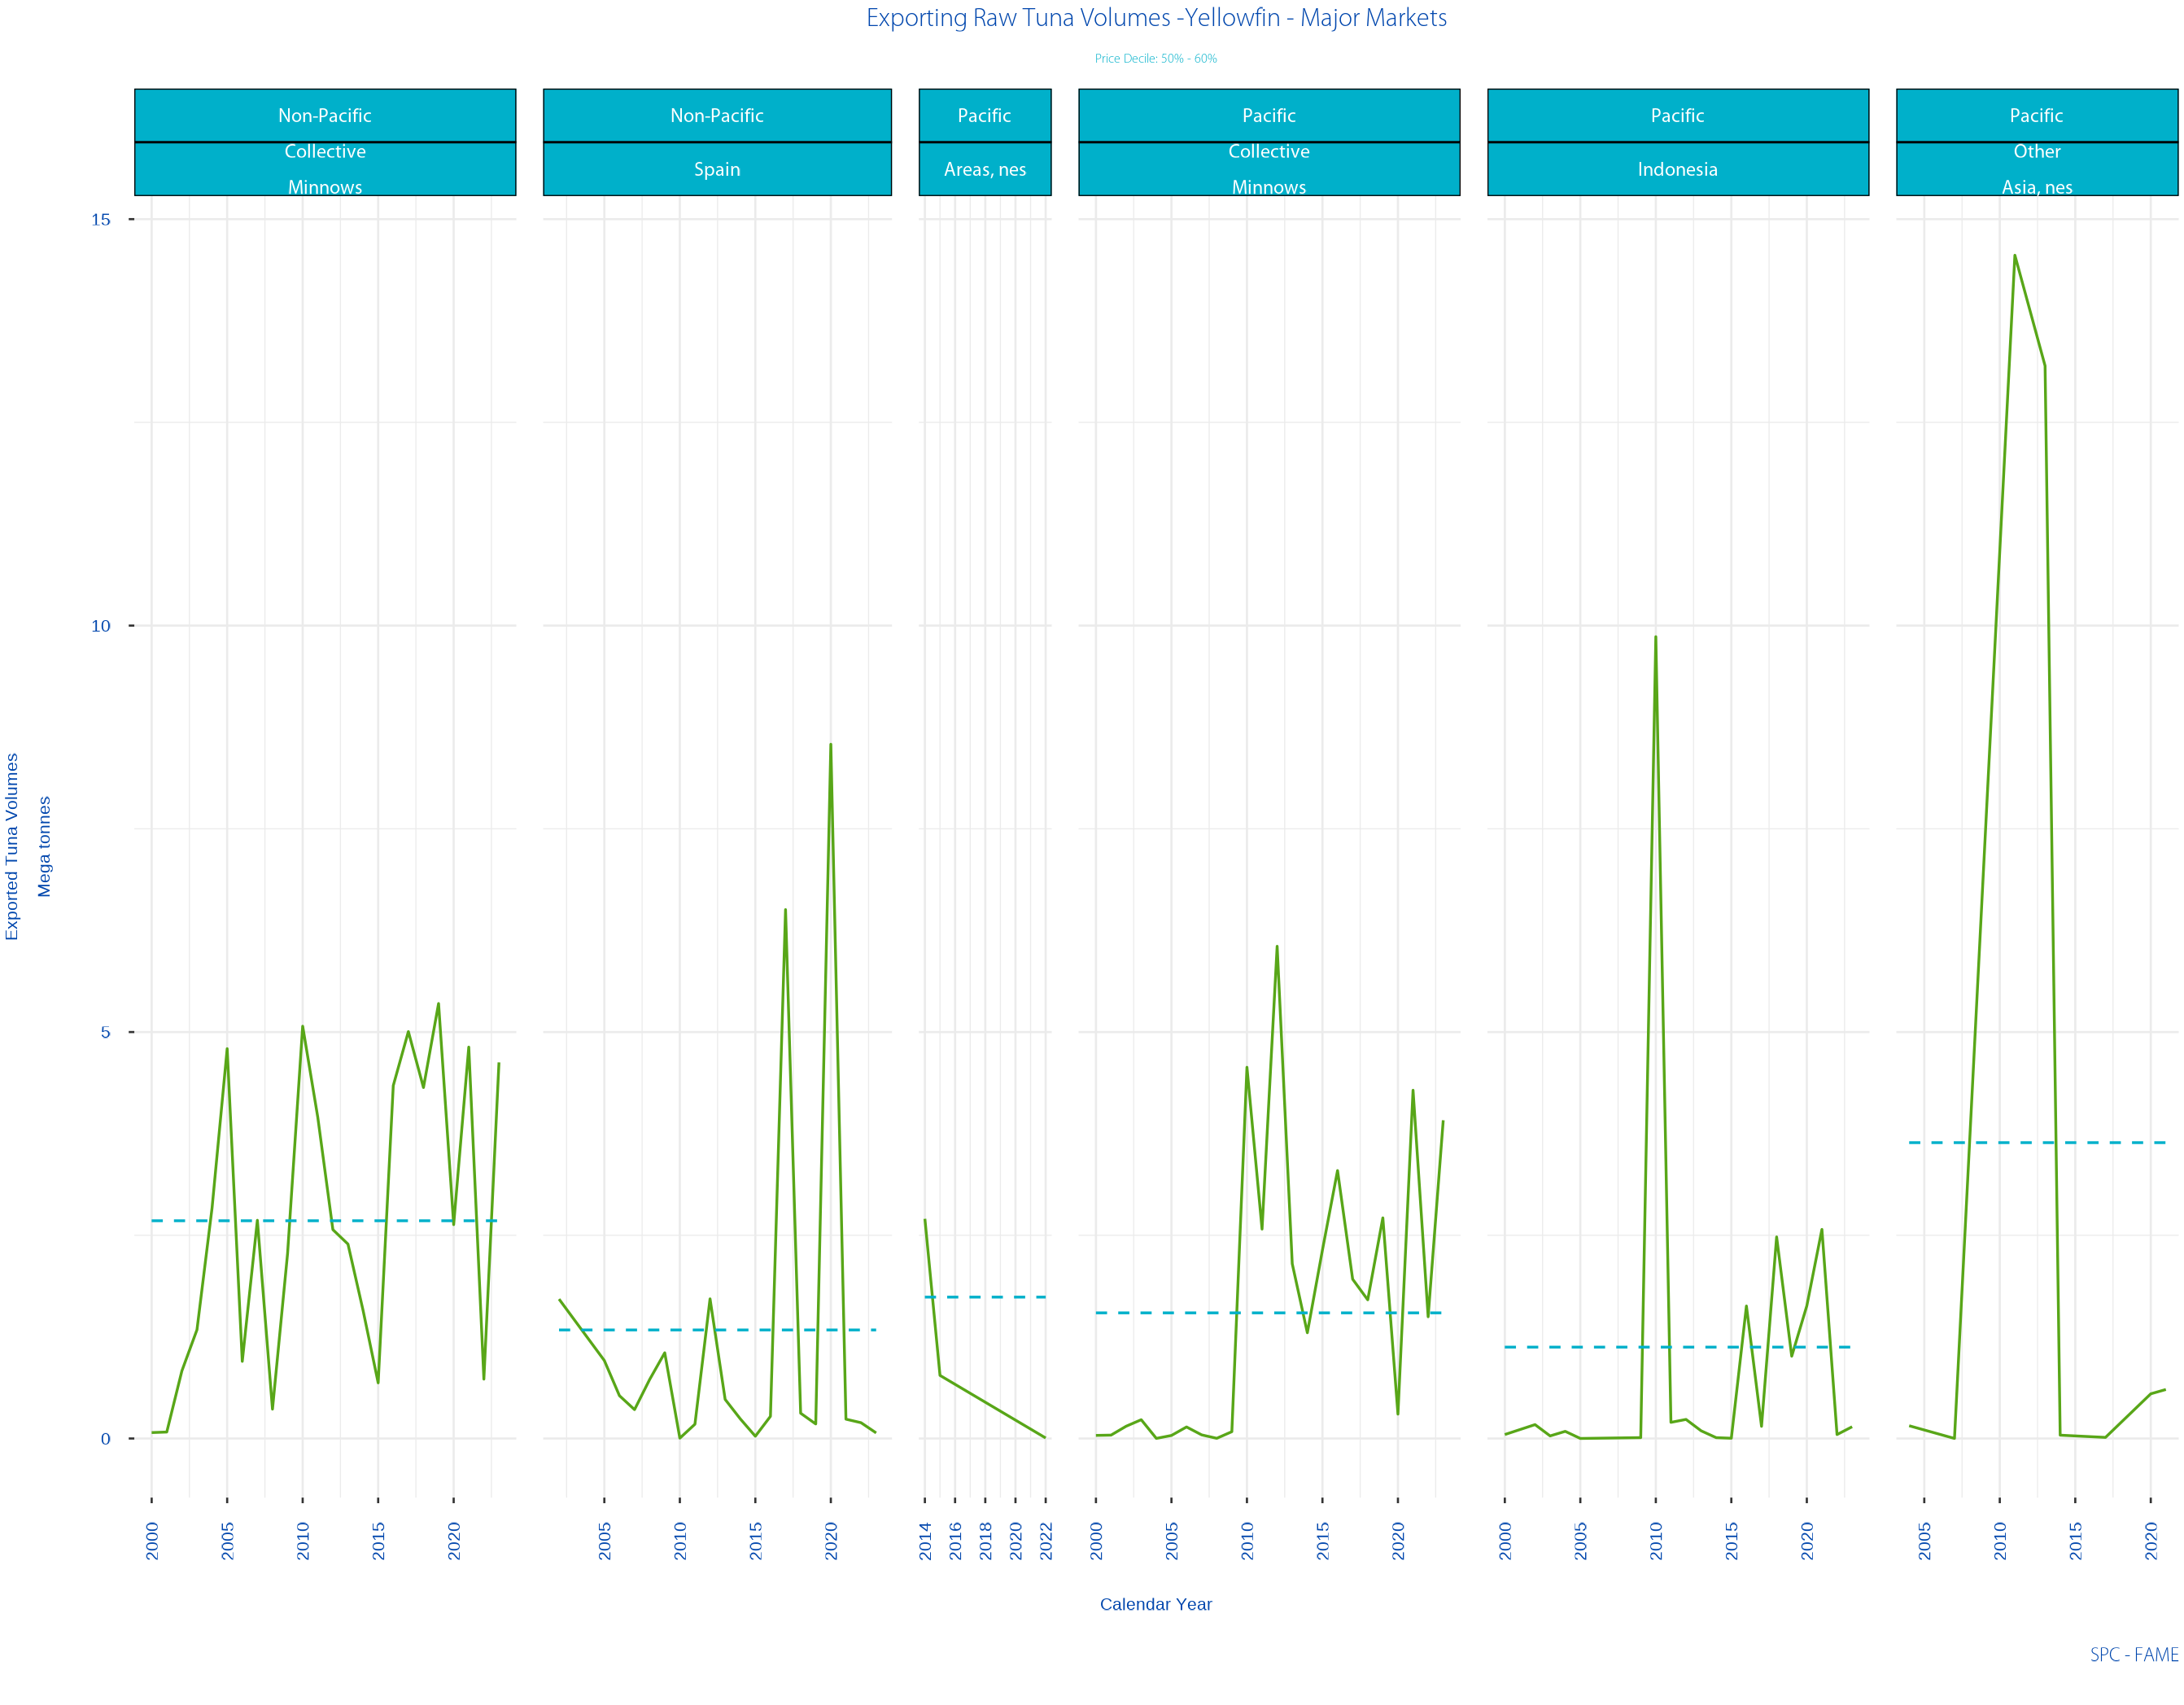 Exporting Raw Tuna Volumes -Yellowfin - Major Markets
Price Decile: 50% - 60%
Non-Pacific
Collective
Minnows
Non-Pacific
Spain
Pacific
Areas, nes
Pacific
Collective
Minnows
Pacific
Indonesia
Pacific
Other
Asia, nes
15
10
5
0
Exported Tuna Volumes
Mega tonnes
2000 2005 2010 2015 2020
2005 2010 2015 2020
2014 2016 2018 2020 2022
2000 2005 2010 2015 2020
2000 2005 2010 2015 2020
2005 2010 2015 2020
Calendar Year
SPC - FAME